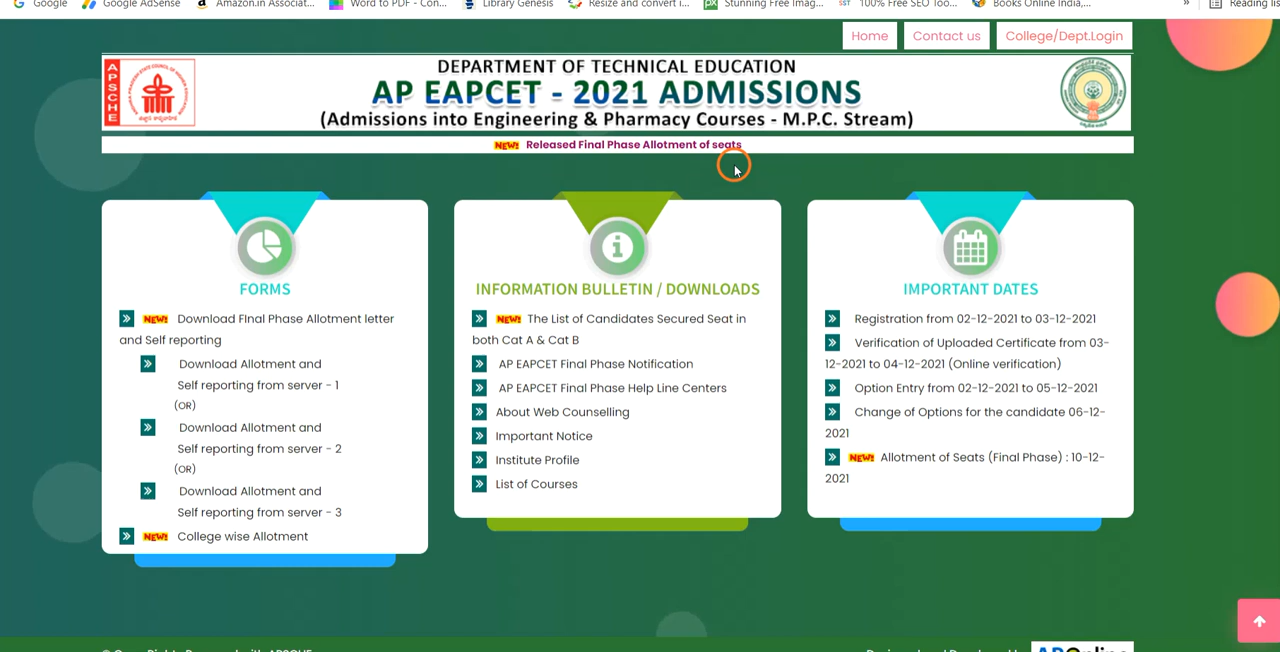 Google
Google AdSense
Amazon.in Associat...
Word to PDF - Con...
Library Genesis
Resize and convert i...
Stunning Free Imag...
100% Free SEO Too...
Books Online India,...
Reading lis
Home
Contact us
College/Dept.Login
APSCHE
DEPARTMENT OF TECHNICAL EDUCATION
AP EAPCET - 2021 ADMISSIONS
(Admissions into Engineering & Pharmacy Courses - M.P.C. Stream)
NEW! Released Final Phase Allotment of seats
FORMS
NEW! Download FInal Phase Allotment letter
and Self reporting
Download Allotment and
Self reporting from server - 1
(OR)
Download Allotment and
Self reporting from server - 2
(OR)
Download Allotment and
Self reporting from server - 3
NEW! College wise Allotment
INFORMATION BULLETIN / DOWNLOADS
NEW! The List of Candidates Secured Seat in
both Cat A & Cat B
AP EAPCET Final Phase Notification
AP EAPCET Final Phase Help Line Centers
About Web Counselling
Important Notice
Institute Profile
List of Courses
IMPORTANT DATES
Registration from 02-12-2021 to 03-12-2021
Verification of Uploaded Certificate from 03-
12-2021 to 04-12-2021 (Online verification)
Option Entry from 02-12-2021 to 05-12-2021
Change of Options for the candidate 06-12-
2021
NEW! Allotment of Seats (Final Phase) : 10-12-
2021